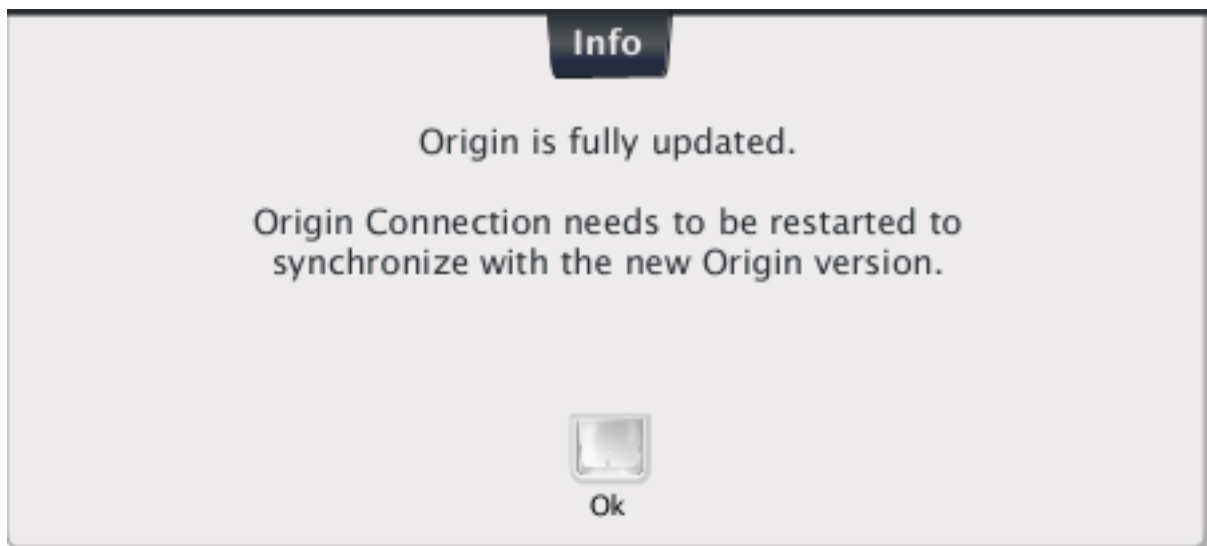 Info
Origin is fully updated.
Origin Connection needs to be restarted to
synchronize with the new Origin version.
Ok